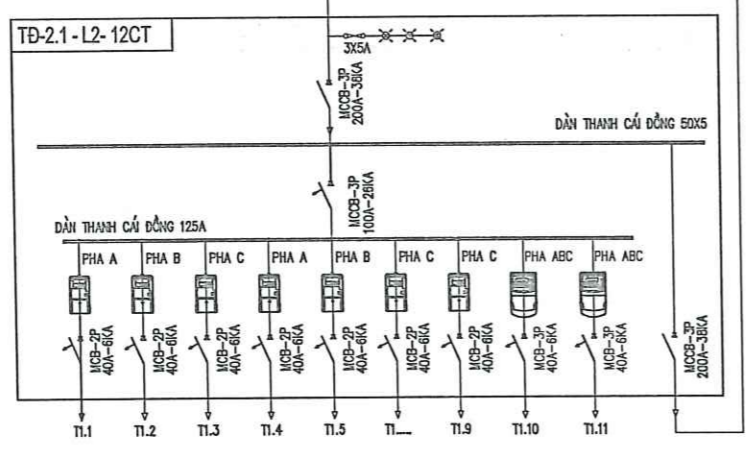 TĐ-2.1 - L2- 12CT
3X5A
MCCB-3P
200A-36KA
DÀN THANH CÁI ĐỒNG 50X5
MCCB-3P
100A-26KA
DÀN THANH CÁI ĐỒNG 125A
PHA A
PHA B
PHA C
PHA A
PHA B
PHA C
PHA C
PHA ABC
PHA ABC
MCB-2P
40A-6KA
MCB-2P
40A-6KA
MCB-2P
40A-6KA
MCB-2P
40A-6KA
MCB-2P
40A-6KA
MCB-2P
40A-6KA
MCB-2P
40A-6KA
MCB-3P
40A-6KA
MCB-3P
40A-6KA
MCCB-3P
200A-36KA
T1.1
T1.2
T1.3
T1.4
T1.5
T1....
T1.9
T1.10
T1.11